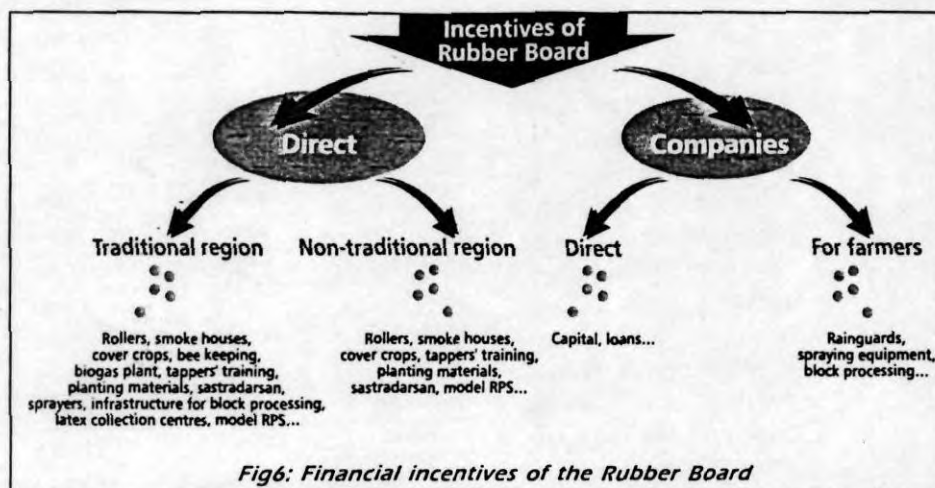 Incentives of
Rubber Board
Direct
Companies
Traditional region
Non-traditional region
Direct
For farmers
Rollers, smoke houses,
cover crops, bee keeping,
biogas plant, tappers' training,
planting materials, sastradarsan,
sprayers, infrastructure for block processing,
latex collection centres, model RPS...
Rollers, smoke houses,
cover crops, tappers' training,
planting materials,
sastradarsan, model RPS...
Capital, loans...
Rainguards,
spraying equipment,
block processing...
Fig6: Financial incentives of the Rubber Board